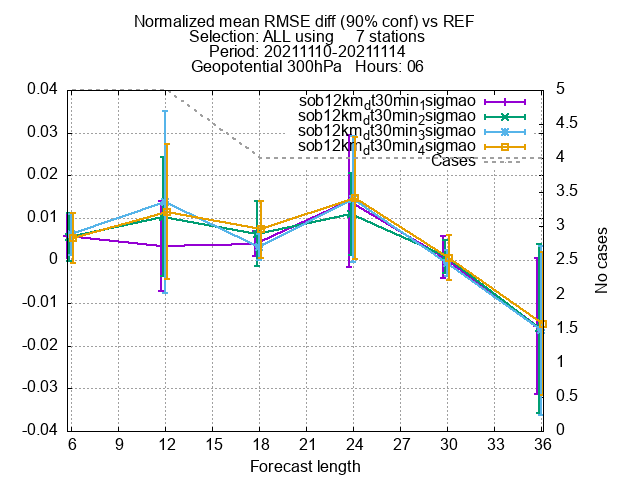 Normalized mean RMSE diff (90% conf) vs REF
Selection: ALL using 7 stations
Period: 20211110-20211114
Geopotential 300hPa Hours: 06
sob12km_dt30min_1sigmao
sob12km_dt30min_2sigmao
sob12km_dt30min_3sigmao
sob12km_dt30min_4sigmao
Cases
0.04
0.03
0.02
0.01
0
-0.01
-0.02
-0.03
-0.04
5
4.5
4
3.5
3
2.5
2
1.5
1
0.5
0
No cases
6 9 12 15 18 21 24 27 30 33 36
Forecast length